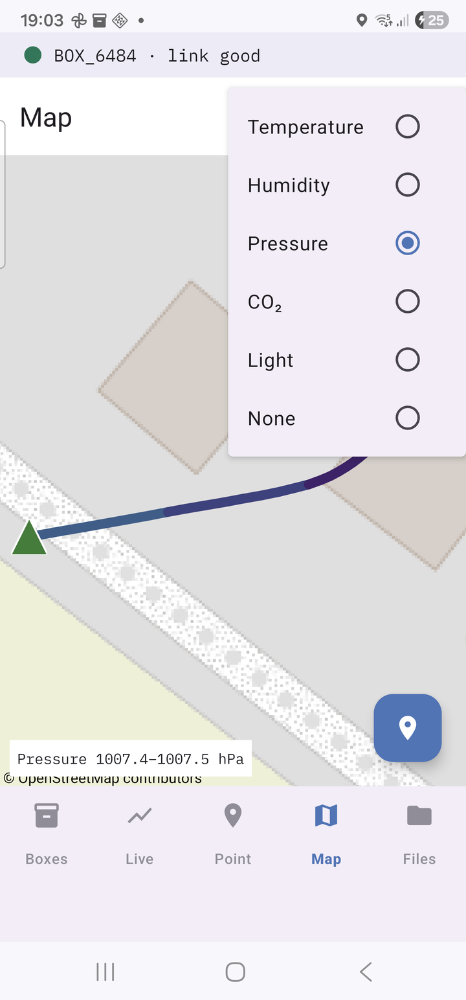 19:03
5
25
BOX_6484 · link good
Map
Temperature
Humidity
Pressure
CO₂
Light
None
Pressure 1007.4–1007.5 hPa
© OpenStreetMap contributors
Boxes Live Point Map Files